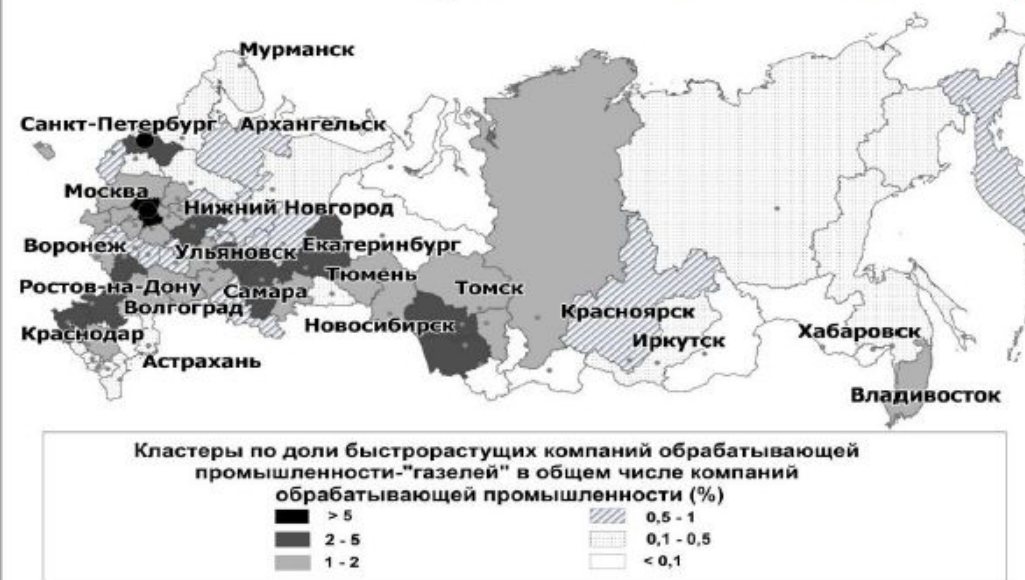 Мурманск
Санкт-Петербург
Архангельск
Москва
Нижний Новгород
Воронеж
Ульяновск
Екатеринбург
Тюмень
Ростов-на-Дону
Самара
Томск
Волгоград
Новосибирск
Красноярск
Краснодар
Иркутск
Хабаровск
Астрахань
Владивосток
Кластеры по доли быстрорастущих компаний обрабатывающей
промышленности-"газелей" в общем числе компаний
обрабатывающей промышленности (%)
> 5
0,5 - 1
2 - 5
0,1 - 0,5
1 - 2
< 0,1